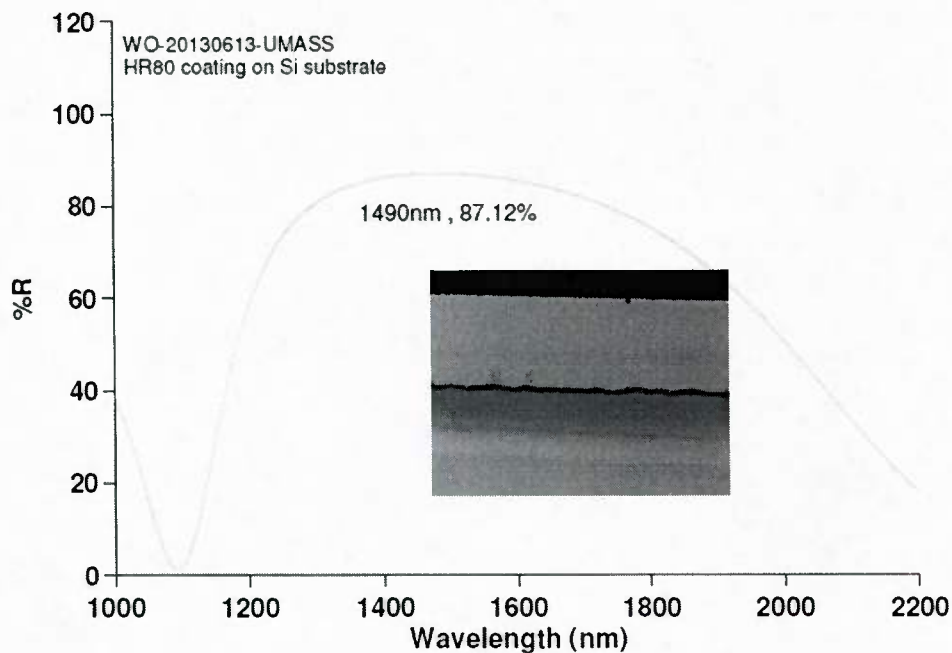 120
WO-20130613-UMASS
HR80 coating on Si substrate
100
80
1490nm , 87.12%
%R
60
40
20
0
1000 1200 1400 1600 1800 2000 2200
Wavelength (nm)